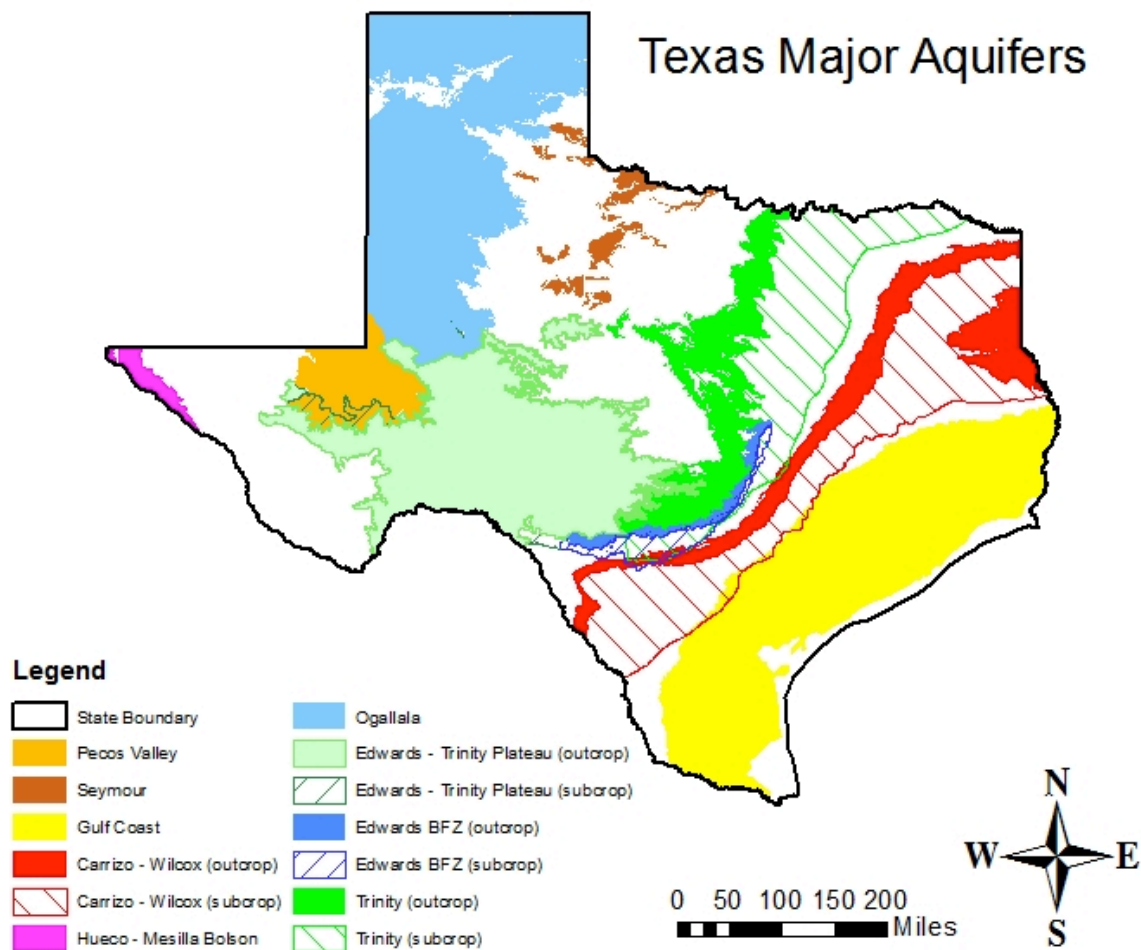 Texas Major Aquifers
Legend
State Boundary
Pecos Valley
Seymour
Gulf Coast
Carrizo - Wilcox (outcrop)
Carrizo - Wilcox (subcrop)
Hueco - Mesilla Bolson
Ogallala
Edwards - Trinity Plateau (outcrop)
Edwards - Trinity Plateau (subcrop)
Edwards BFZ (outcrop)
Edwards BFZ (subcrop)
Trinity (outcrop)
Trinity (subcrop)
0 50 100 150 200
Miles
N
W E
S